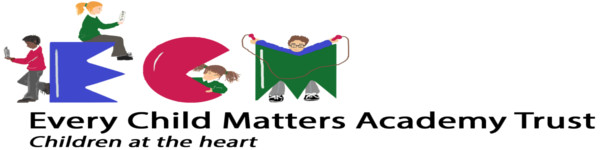 ECM
Every Child Matters Academy Trust
Children at the heart